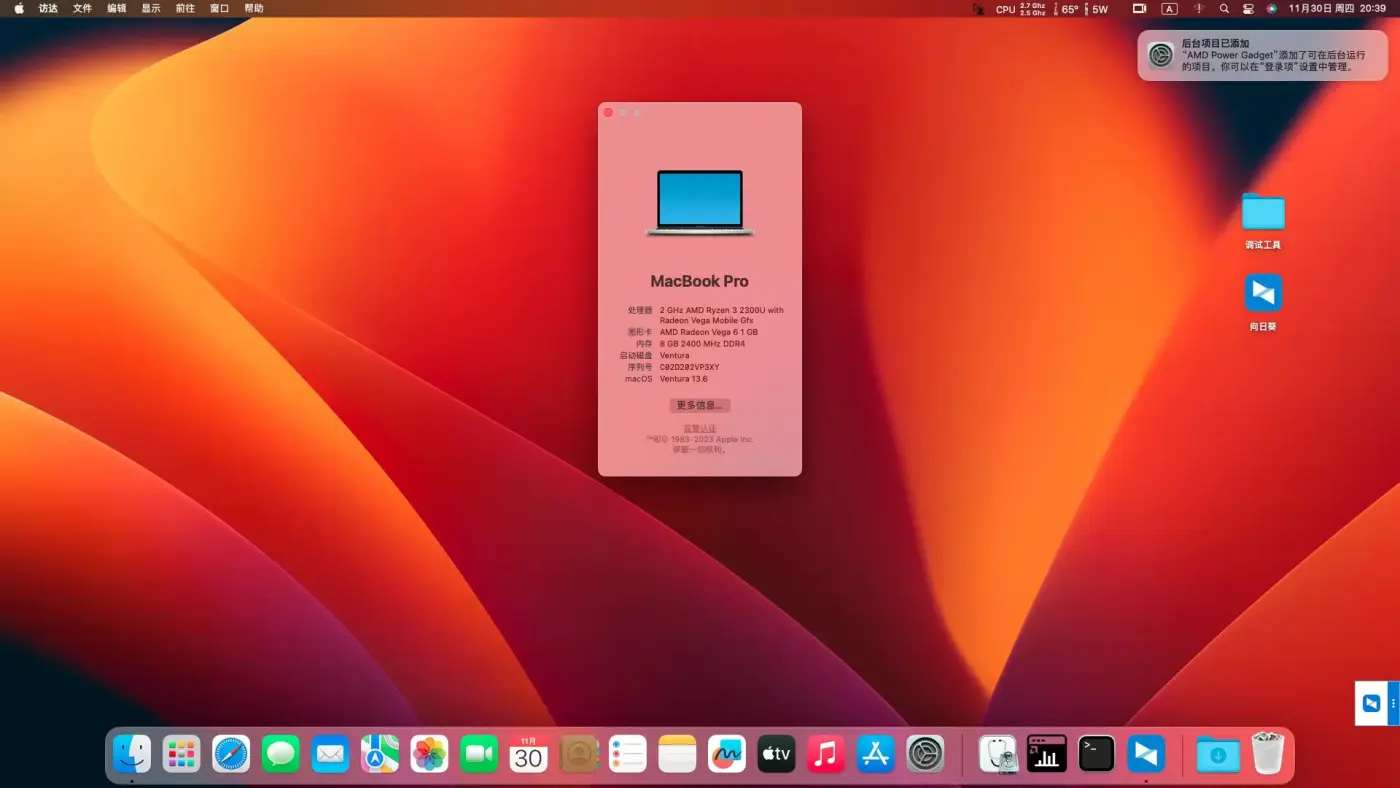 访达 文件 编辑 显示 前往 窗口 帮助
CPU 2.7 Ghz 2.5 Ghz 65° 5W A 11月30日 周四 20:39
后台项目已添加
“AMD Power Gadget”添加了可在后台运行
的项目。你可以在“登录项”设置中管理。
MacBook Pro
处理器 2 GHz AMD Ryzen 3 2300U with
Radeon Vega Mobile Gfx
图形卡 AMD Radeon Vega 6 1 GB
内存 8 GB 2400 MHz DDR4
启动磁盘 Ventura
序列号 C02D202VP3XY
macOS Ventura 13.6
更多信息...
监管认证
™和© 1983-2023 Apple Inc.
保留一切权利。
调试工具
向日葵
11月
30
tv
>_